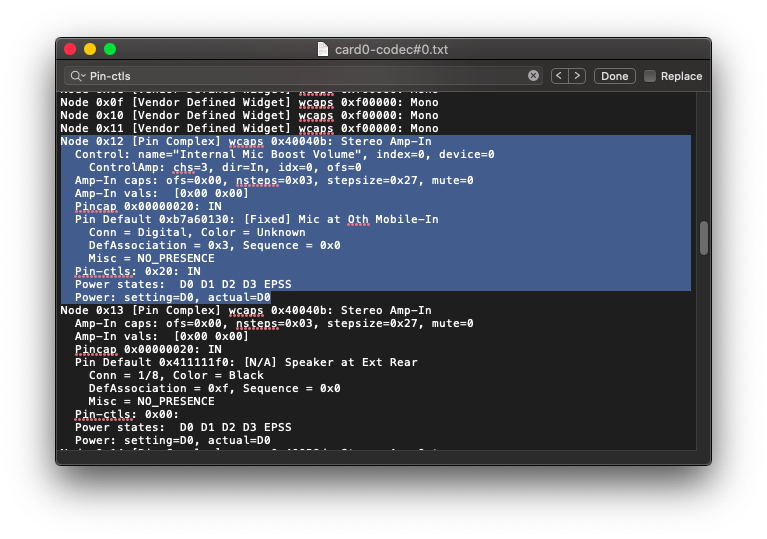 card0-codec#0.txt
Pin-ctls
Done
Replace
Node 0x0f [Vendor Defined Widget] wcaps 0xf00000: Mono
Node 0x10 [Vendor Defined Widget] wcaps 0xf00000: Mono
Node 0x11 [Vendor Defined Widget] wcaps 0xf00000: Mono
Node 0x12 [Pin Complex] wcaps 0x40040b: Stereo Amp-In
Control: name="Internal Mic Boost Volume", index=0, device=0
ControlAmp: chs=3, dir=In, idx=0, ofs=0
Amp-In caps: ofs=0x00, nsteps=0x03, stepsize=0x27, mute=0
Amp-In vals:  [0x00 0x00]
Pincap 0x00000020: IN
Pin Default 0xb7a60130: [Fixed] Mic at Oth Mobile-In
Conn = Digital, Color = Unknown
DefAssociation = 0x3, Sequence = 0x0
Misc = NO_PRESENCE
Pin-ctls: 0x20: IN
Power states:  D0 D1 D2 D3 EPSS
Power: setting=D0, actual=D0
Node 0x13 [Pin Complex] wcaps 0x40040b: Stereo Amp-In
Amp-In caps: ofs=0x00, nsteps=0x03, stepsize=0x27, mute=0
Amp-In vals:  [0x00 0x00]
Pincap 0x00000020: IN
Pin Default 0x411111f0: [N/A] Speaker at Ext Rear
Conn = 1/8, Color = Black
DefAssociation = 0xf, Sequence = 0x0
Misc = NO_PRESENCE
Pin-ctls: 0x00:
Power states:  D0 D1 D2 D3 EPSS
Power: setting=D0, actual=D0